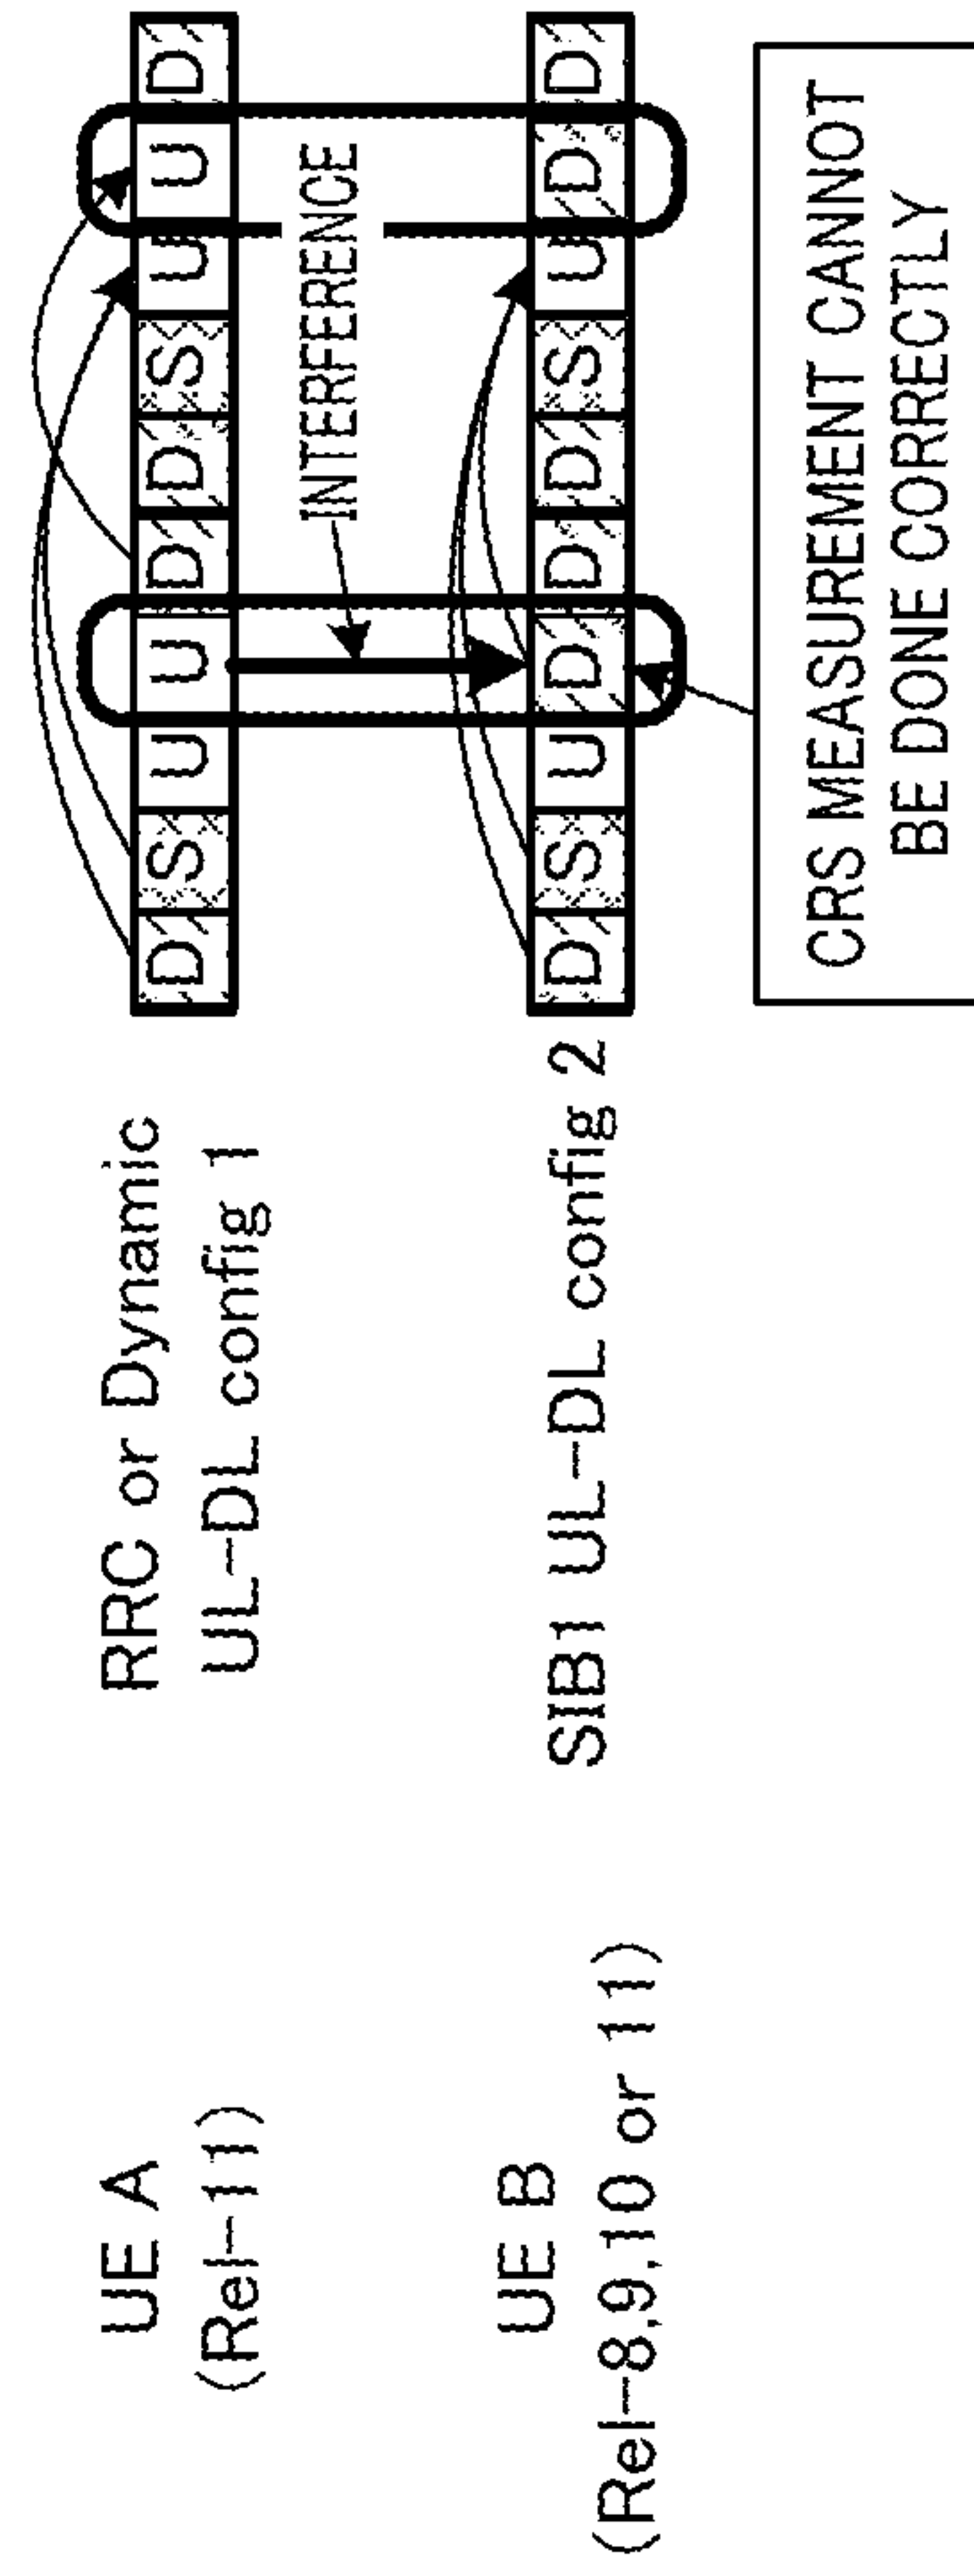 UE A
(Rel-11)
RRC or Dynamic
UL-DL config 1
D S U U D D S U U D
INTERFERENCE
UE B
(Rel-8,9,10 or 11)
SIB1 UL-DL config 2
D S U D D D S U D D
CRS MEASUREMENT CANNOT
BE DONE CORRECTLY